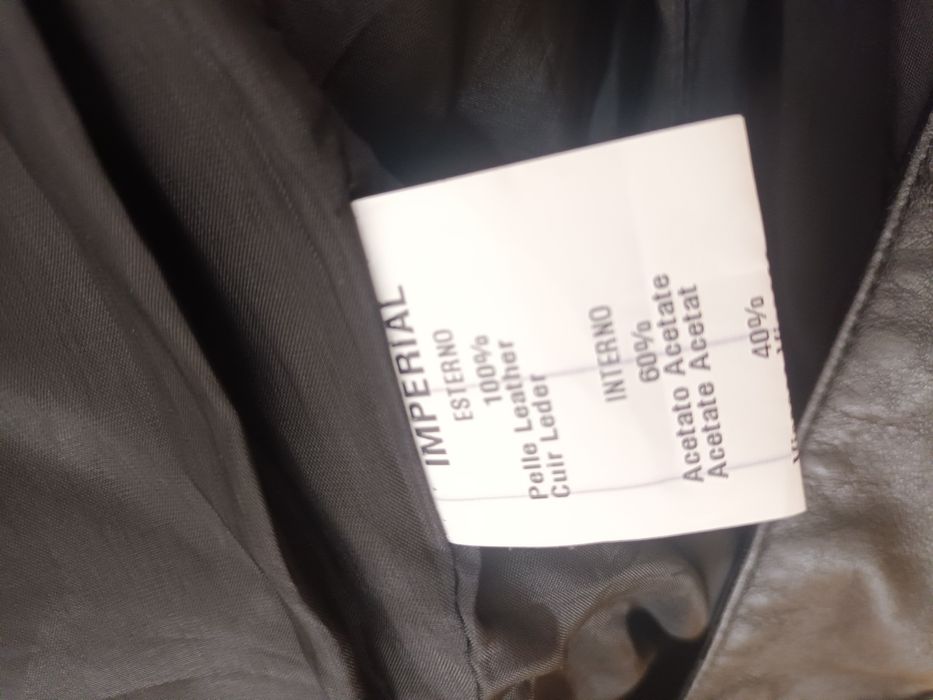 IMPERIAL
ESTERNO
100%
Pelle Leather
Cuir Leder
INTERNO
60%
Acetato Acetate
Acetate Acetat
40%